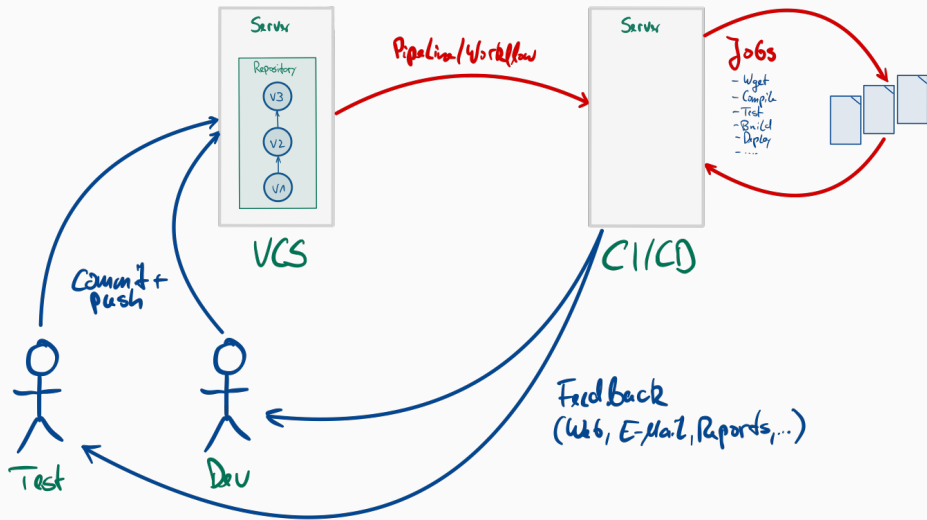 Server
Repository
V3
V2
V1
VCS
Pipeline/Workflow
Server
CI/CD
Jobs
- Wget
- Compile
- Test
- Build
- Deploy
- ...
Commit +
push
Test
Dev
Feedback
(Web, E-Mail, Reports, ...)